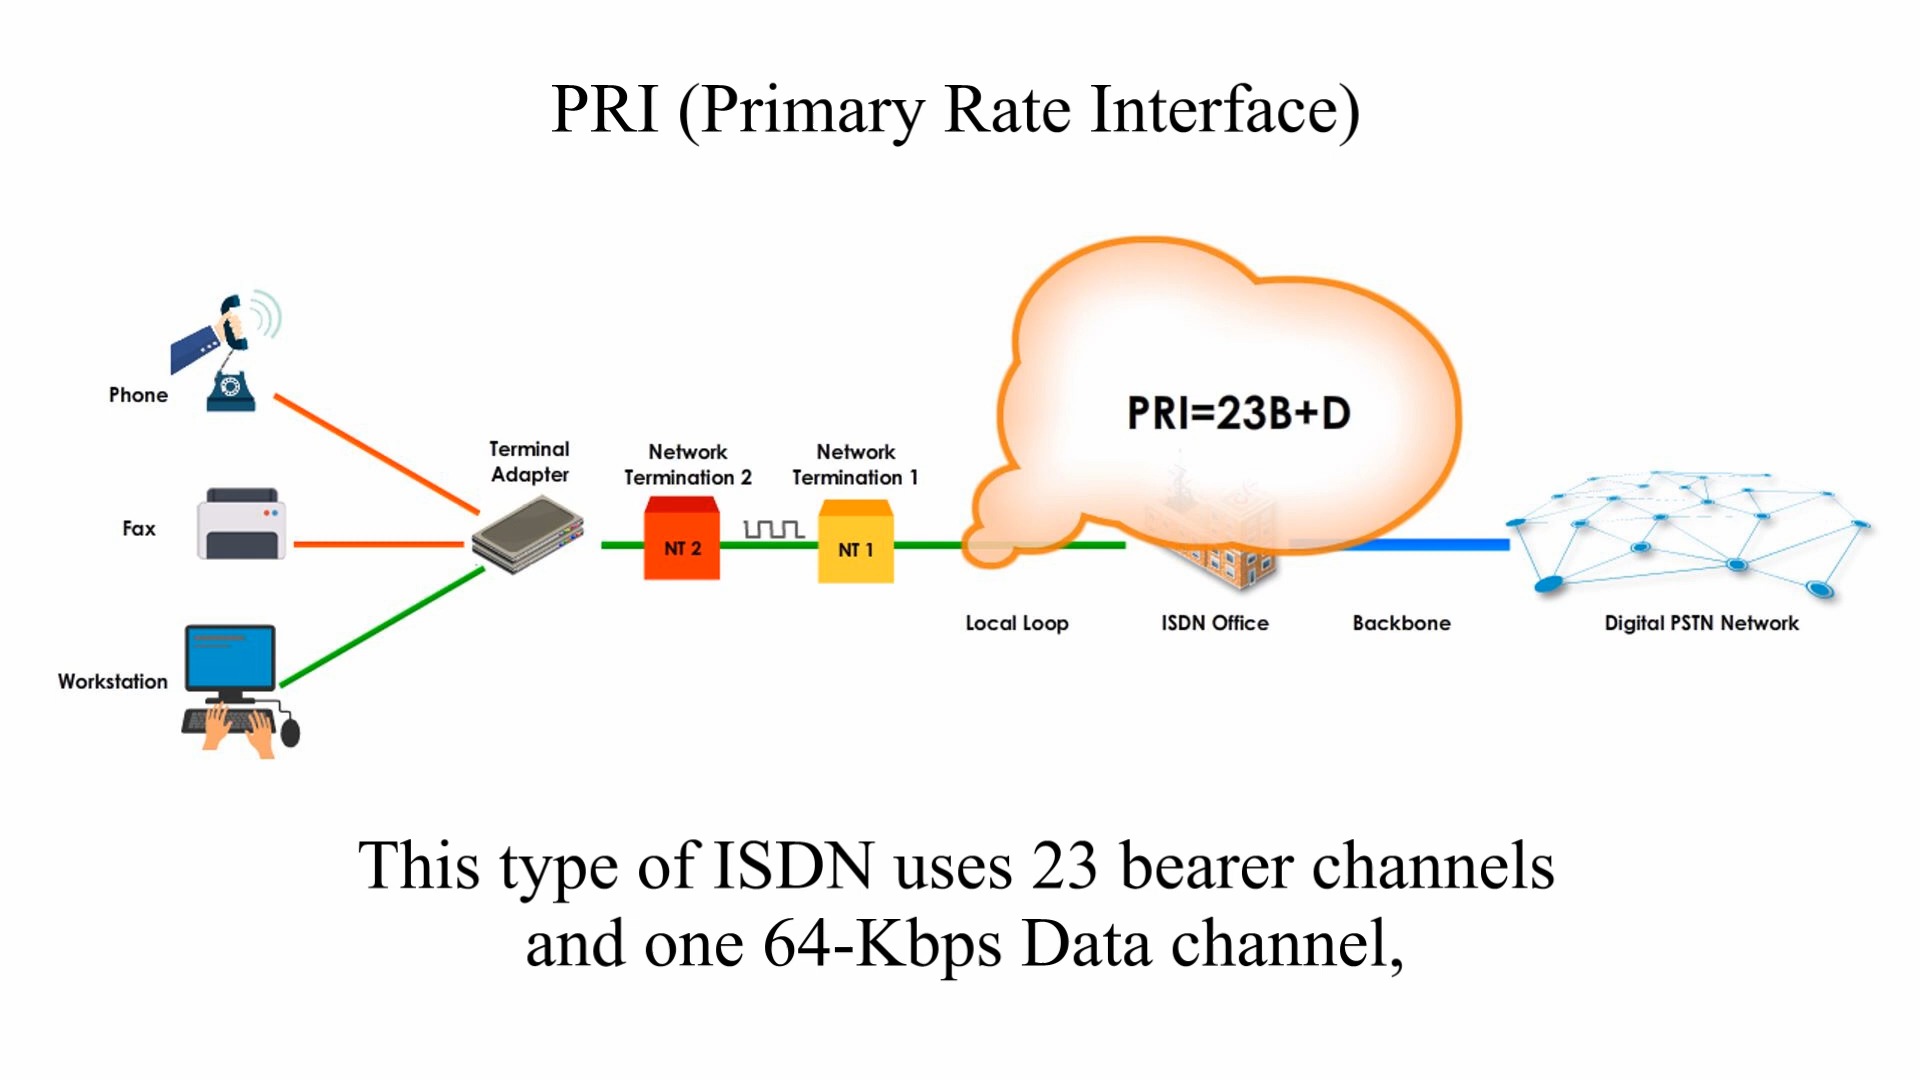 PRI (Primary Rate Interface)
Phone
Fax
Workstation
Terminal
Adapter
Network
Termination 2
NT 2
Network
Termination 1
NT 1
PRI=23B+D
Local Loop
ISDN Office
Backbone
Digital PSTN Network
This type of ISDN uses 23 bearer channels
and one 64-Kbps Data channel,